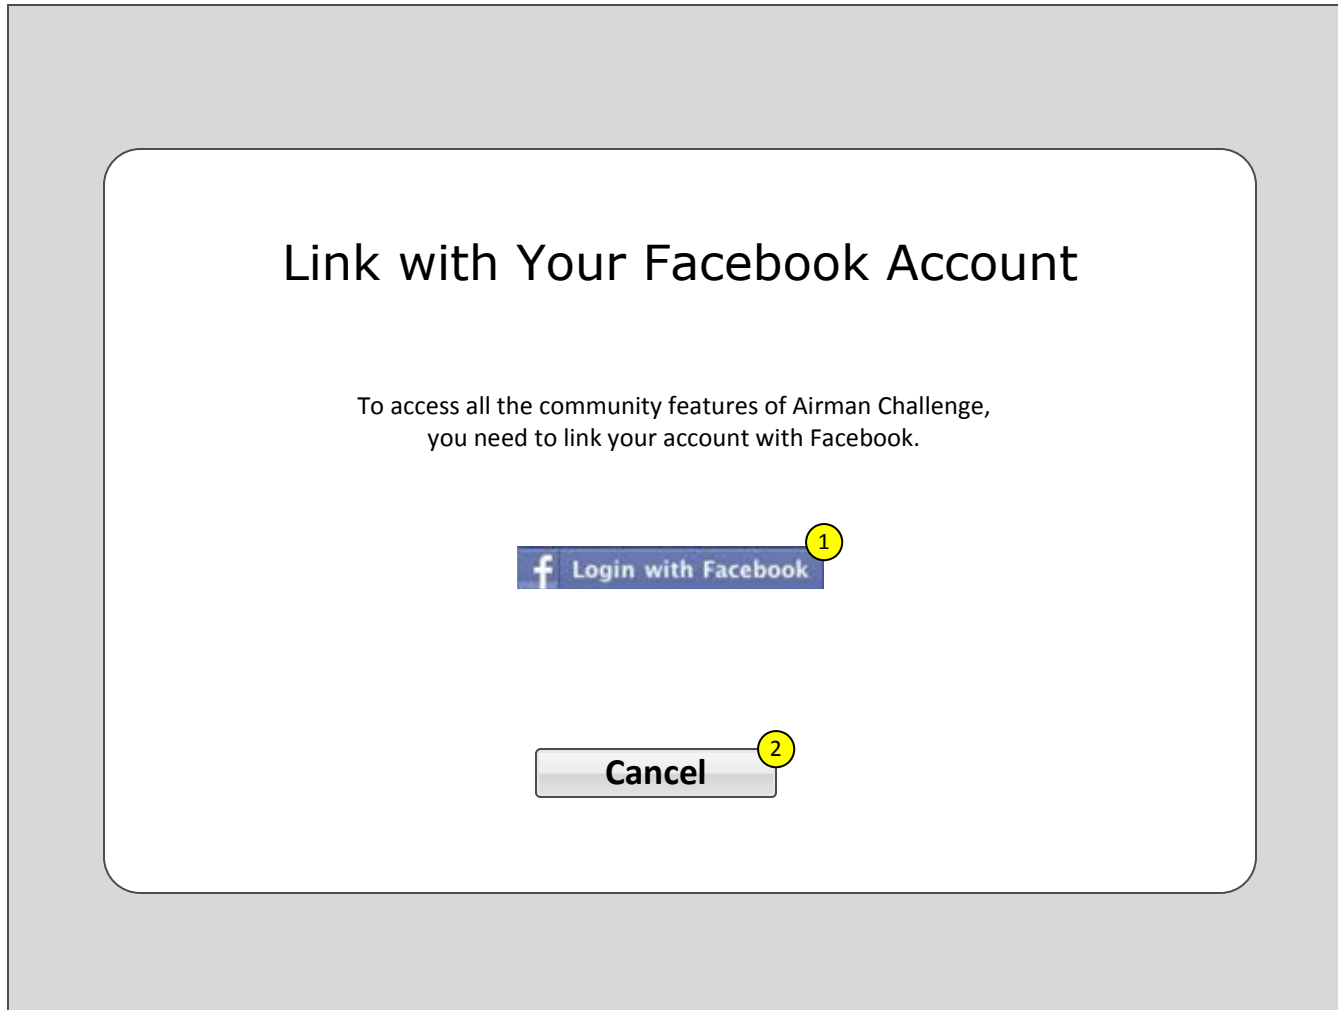 Link with Your Facebook Account
To access all the community features of Airman Challenge,
you need to link your account with Facebook.
1
f Login with Facebook
2
Cancel